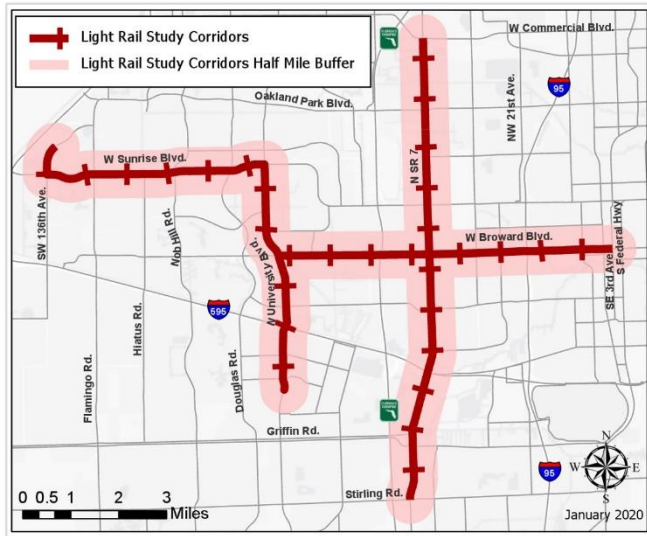 Light Rail Study Corridors
Light Rail Study Corridors Half Mile Buffer
W Commercial Blvd.
Oakland Park Blvd.
NW 21st Ave.
95
W Sunrise Blvd.
N SR 7
SW 136th Ave.
Nob Hill Rd.
W Broward Blvd.
S Federal Hwy
SE 3rd Ave.
N University Blvd.
595
Hiatus Rd.
Flamingo Rd.
Douglas Rd.
Griffin Rd.
Stirling Rd.
95
N
W
E
S
0 0.5 1 2 3
Miles
January 2020